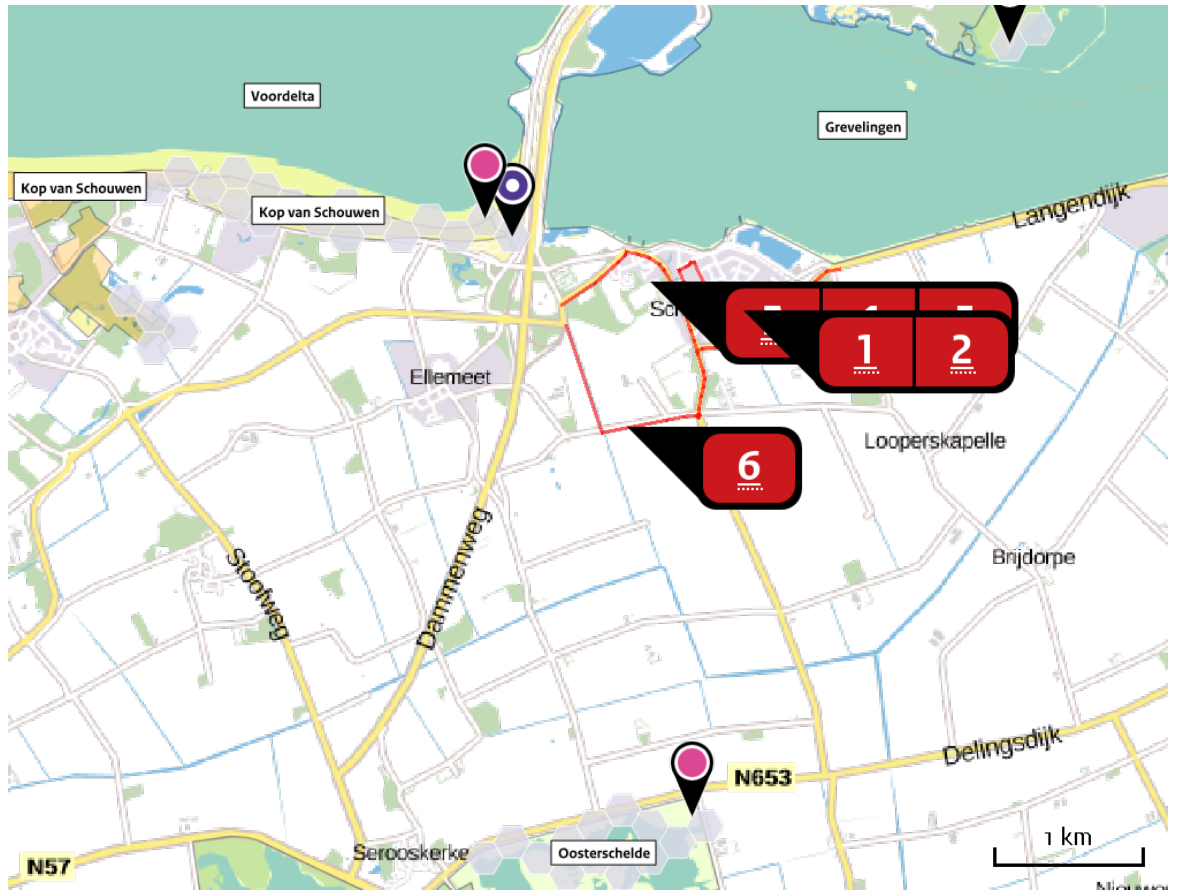 Voordelta
Grevelingen
Kop van Schouwen
Kop van Schouwen
Langendijk
1
2
Ellemeet
Looperskapelle
6
Brijdorpe
Stoofweg
Dammenweg
Delingsdijk
N653
1 km
Serooskerke
Oosterschelde
N57